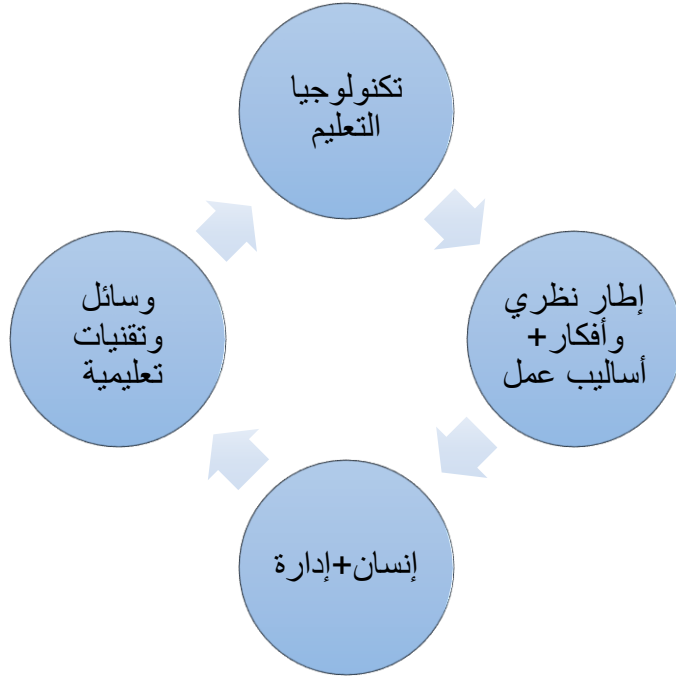 تكنولوجيا
التعليم
إطار نظري
وأفكار+
أساليب عمل
إنسان+إدارة
وسائل
وتقنيات
تعليمية